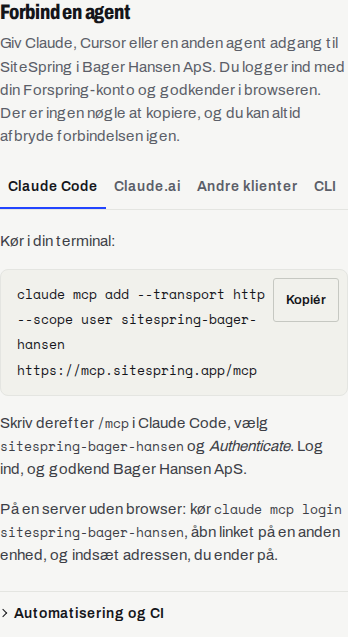 Forbind en agent
Giv Claude, Cursor eller en anden agent adgang til
SiteSpring i Bager Hansen ApS. Du logger ind med
din Forspring-konto og godkender i browseren.
Der er ingen nøgle at kopiere, og du kan altid
afbryde forbindelsen igen.
Claude Code Claude.ai Andre klienter CLI
Kør i din terminal:
claude mcp add --transport http
--scope user sitespring-bager-
hansen
https://mcp.sitespring.app/mcp
Kopiér
Skriv derefter /mcp i Claude Code, vælg
sitespring-bager-hansen og Authenticate. Log
ind, og godkend Bager Hansen ApS.
På en server uden browser: kør claude mcp login
sitespring-bager-hansen, åbn linket på en anden
enhed, og indsæt adressen, du ender på.
Automatisering og CI